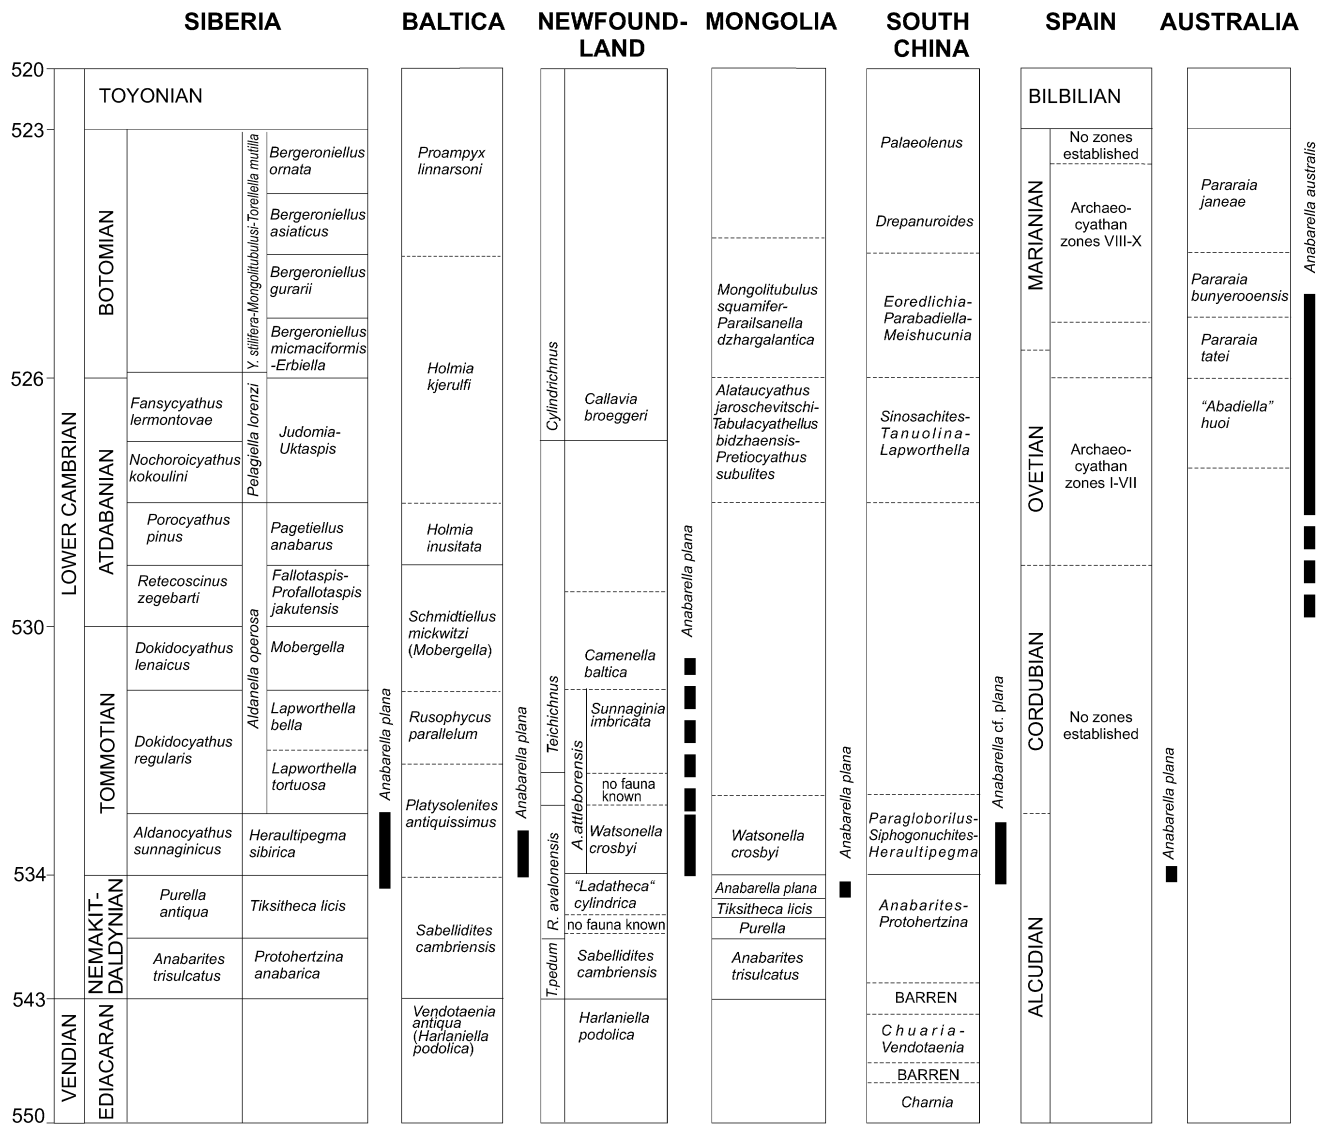 SIBERIA
BALTICA
NEWFOUND-
LAND
MONGOLIA
SOUTH
CHINA
SPAIN
AUSTRALIA
520
523
526
530
534
543
550
LOWER CAMBRIAN
VENDIAN
TOYONIAN
BOTOMIAN
ATDABANIAN
TOMMOTIAN
NEMAKIT-
DALDYNIAN
EDIACARAN
Fansycyathus
lermontovae
Nochoroicyathus
kokoulini
Porocyathus
pinus
Retecoscinus
zegebarti
Dokidocyathus
lenaicus
Dokidocyathus
regularis
Aldanocyathus
sunnaginicus
Purella
antiqua
Anabarites
trisulcatus
Y. stilifera-Mongolitubulusi-Torellella mutilla
Pelagiella lorenzi
Aldanella operosa
Bergeroniellus
ornata
Bergeroniellus
asiaticus
Bergeroniellus
gurarii
Bergeroniellus
micmaciformis
-Erbiella
Judomia-
Uktaspis
Pagetiellus
anabarus
Fallotaspis-
Profallotaspis
jakutensis
Mobergella
Lapworthella
bella
Lapworthella
tortuosa
Heraultipegma
sibirica
Tiksitheca licis
Protohertzina
anabarica
Anabarella plana
Proampyx
linnarsoni
Holmia
kjerulfi
Holmia
inusitata
Schmidtiellus
mickwitzi
(Mobergella)
Rusophycus
parallelum
Platysolenites
antiquissimus
Sabellidites
cambriensis
Vendotaenia
antiqua
(Harlaniella
podolica)
Anabarella plana
Cylindrichnus
Teichichnus
R. avalonensis
T.pedum
Callavia
broeggeri
Camenella
baltica
A.attleborensis
Sunnaginia
imbricata
no fauna
known
Watsonella
crosbyi
"Ladatheca"
cylindrica
no fauna known
Sabellidites
cambriensis
Harlaniella
podolica
Anabarella plana
Mongolitubulus
squamifer-
Parailsanella
dzhargalantica
Alataucyathus
jaroschevitschi-
Tabulacyathellus
bidzhaensis-
Pretiocyathus
subulites
Watsonella
crosbyi
Anabarella plana
Tiksitheca licis
Purella
Anabarites
trisulcatus
Anabarella plana
Palaeolenus
Drepanuroides
Eoredlichia-
Parabadiella-
Meishucunia
Sinosachites-
Tanuolina-
Lapworthella
Paragloborilus-
Siphogonuchites-
Heraultipegma
Anabarites-
Protohertzina
BARREN
Chuaria-
Vendotaenia
BARREN
Charnia
Anabarella cf. plana
BILBILIAN
MARIANIAN
OVETIAN
CORDUBIAN
ALCUDIAN
No zones
established
Archaeo-
cyathan
zones VIII-X
Archaeo-
cyathan
zones I-VII
No zones
established
Anabarella plana
Pararaia
janeae
Pararaia
bunyerooensis
Pararaia
tatei
"Abadiella"
huoi
Anabarella australis